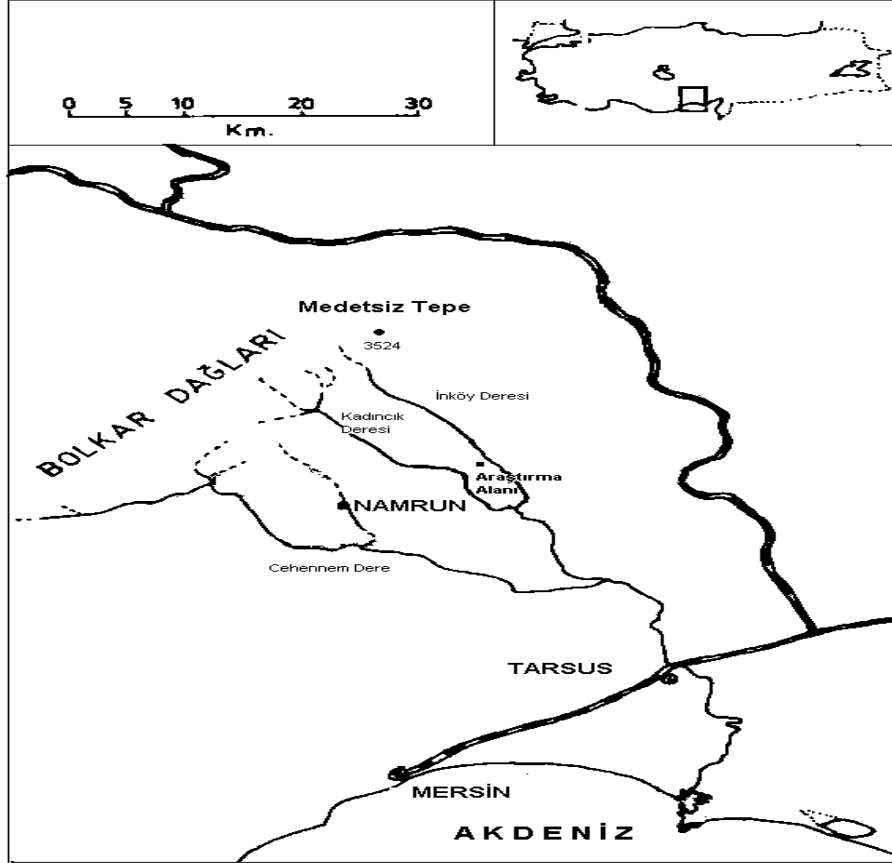 0 5 10 20 30
Km.
Medetsiz Tepe
3524
BOLKAR DAĞLARI
İnköy Deresi
Kadıncık
Deresi
Araştırma
Alanı
NAMRUN
Cehennem Dere
TARSUS
MERSİN
AKDENİZ